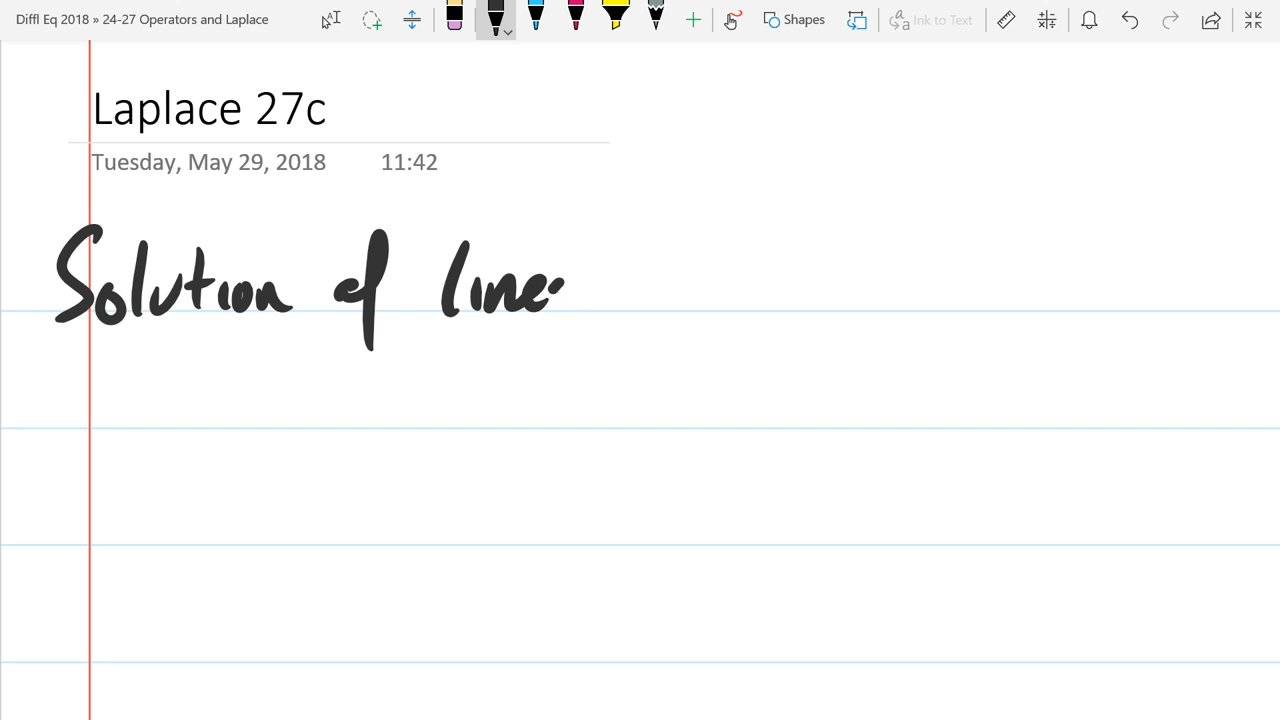 Diffl Eq 2018 » 24-27 Operators and Laplace
Shapes
Ink to Text
Laplace 27c
Tuesday, May 29, 2018 11:42
Solution of line